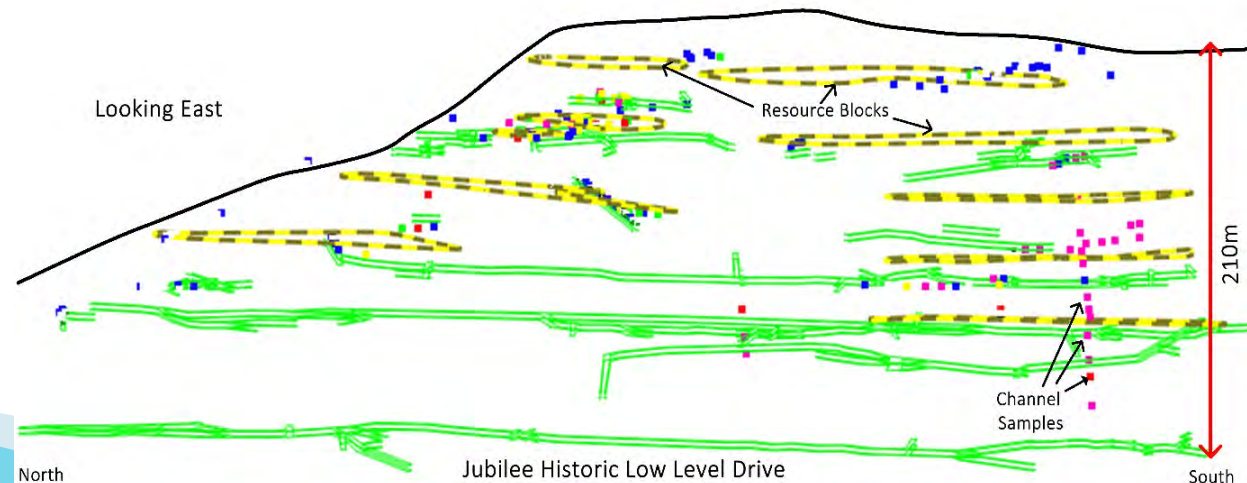 Looking East
Resource Blocks
210m
Channel
Samples
North
Jubilee Historic Low Level Drive
South